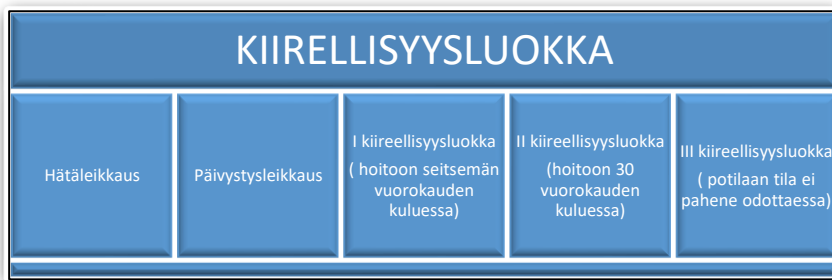 KIIRELLISYYSLUOKKA
Hätäleikkaus
Päivystysleikkaus
I kiireellisyysluokka
( hoitoon seitsemän
vuorokauden
kuluessa)
II kiireellisyysluokka
(hoitoon 30
vuorokauden
kuluessa)
III kiireellisyysluokka
( potilaan tila ei
pahene odottaessa)